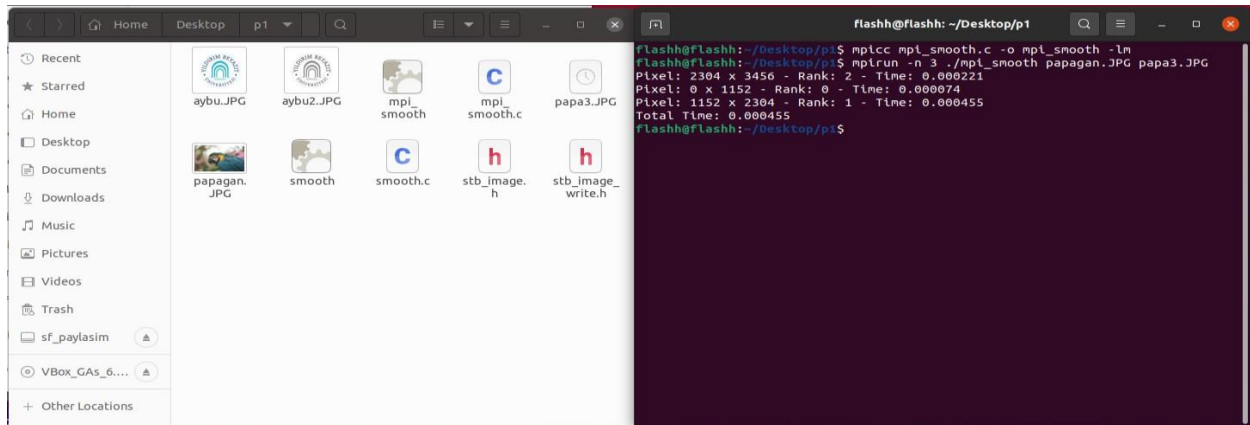 Home Desktop p1
Recent
Starred
Home
Desktop
Documents
Downloads
Music
Pictures
Videos
Trash
sf_paylasim
VBox_GAs_6....
+ Other Locations
aybu.JPG
aybu2.JPG
mpi_
smooth
mpi_
smooth.c
papa3.JPG
papagan.
JPG
smooth
smooth.c
stb_image.
h
stb_image_
write.h
C
C
h
h
flashh@flashh: ~/Desktop/p1
flashh@flashh:~/Desktop/p1$ mpicc mpi_smooth.c -o mpi_smooth -lm
flashh@flashh:~/Desktop/p1$ mpirun -n 3 ./mpi_smooth papagan.JPG papa3.JPG
Pixel: 2304 x 3456 - Rank: 2 - Time: 0.000221
Pixel: 0 x 1152 - Rank: 0 - Time: 0.000074
Pixel: 1152 x 2304 - Rank: 1 - Time: 0.000455
Total Time: 0.000455
flashh@flashh:~/Desktop/p1$